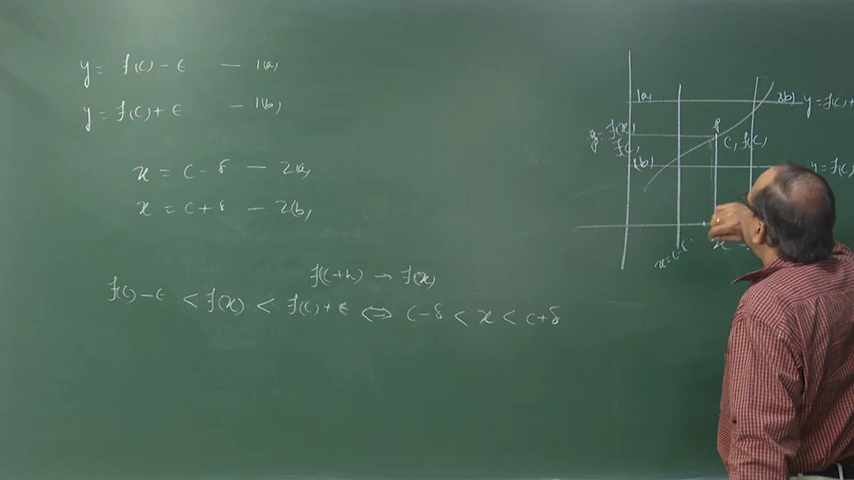 y = f(c) - ϵ — 1(a)
y = f(c) + ϵ — 1(b)
x = c - δ — 2(a)
x = c + δ — 2(b)
f(c+h) → f(x)
f(c) - ϵ < f(x) < f(c) + ϵ ⇔ c - δ < x < c + δ
1(a)
2(b)
y = f(c)+
y = f(x)
f(c)
c, f(c)
1(b)
y = f(c)
x = c - δ